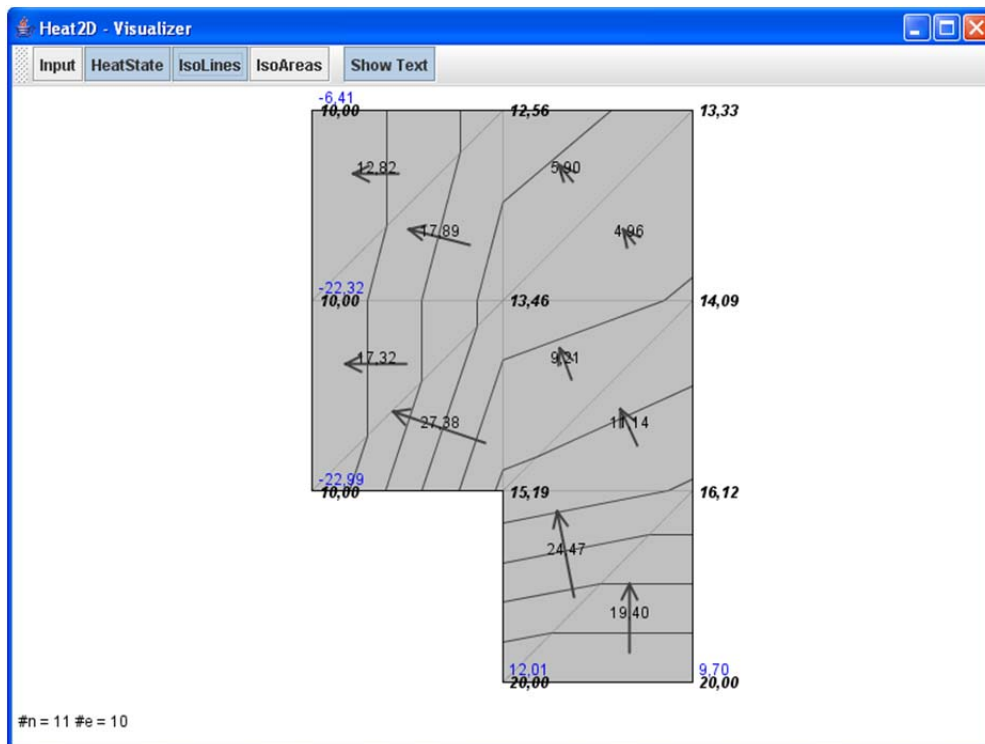 Heat2D - Visualizer
Input HeatState IsoLines IsoAreas Show Text
-6,41
10,00 12,56 13,33
12,82 5,90
17,89 4,96
-22,32
10,00 13,46 14,09
17,32 9,21
27,38 11,14
-22,99
10,00 15,19 16,12
24,47
19,40
12,01 9,70
20,00 20,00
#n = 11 #e = 10